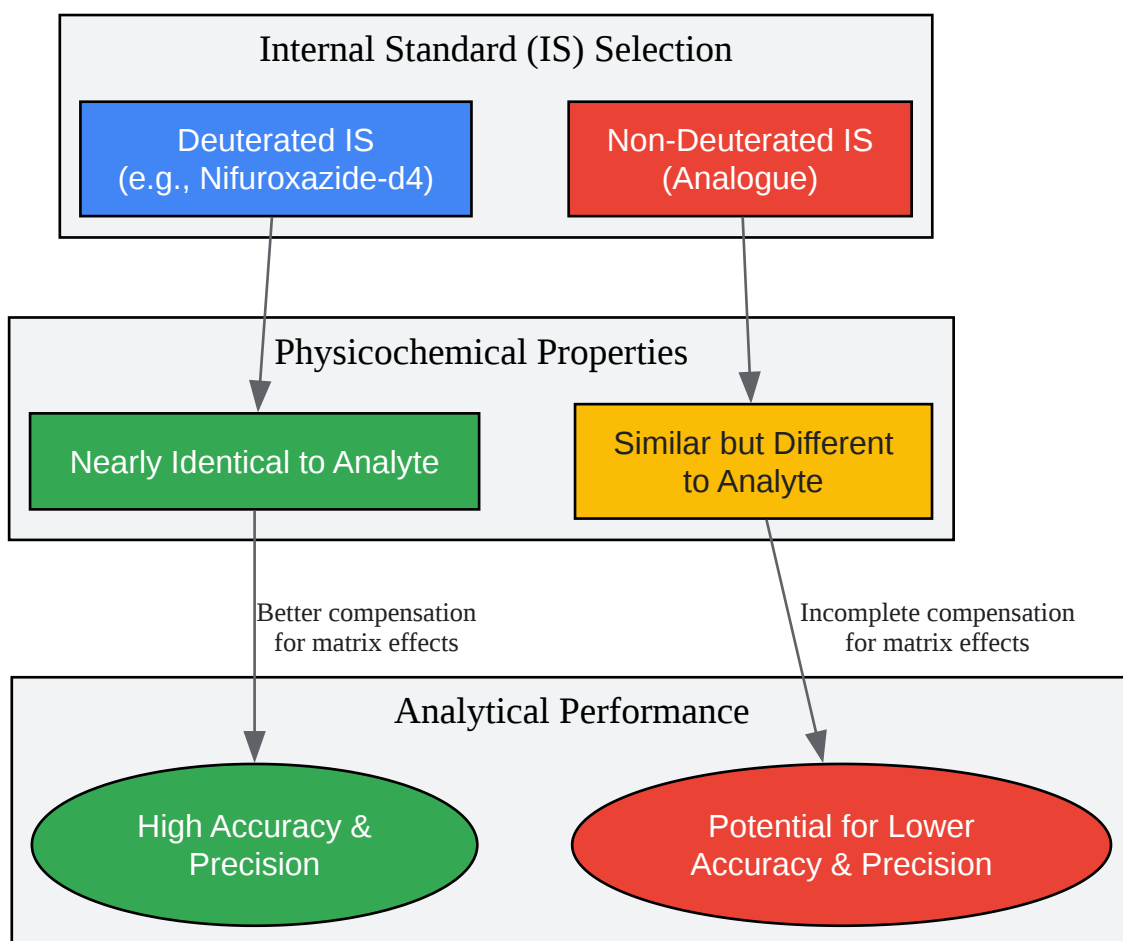 Internal Standard (IS) Selection
Deuterated IS
(e.g., Nifuroxazide-d4)
Non-Deuterated IS
(Analogue)
Physicochemical Properties
Nearly Identical to Analyte
Similar but Different
to Analyte
Better compensation
for matrix effects
Incomplete compensation
for matrix effects
Analytical Performance
High Accuracy &
Precision
Potential for Lower
Accuracy & Precision